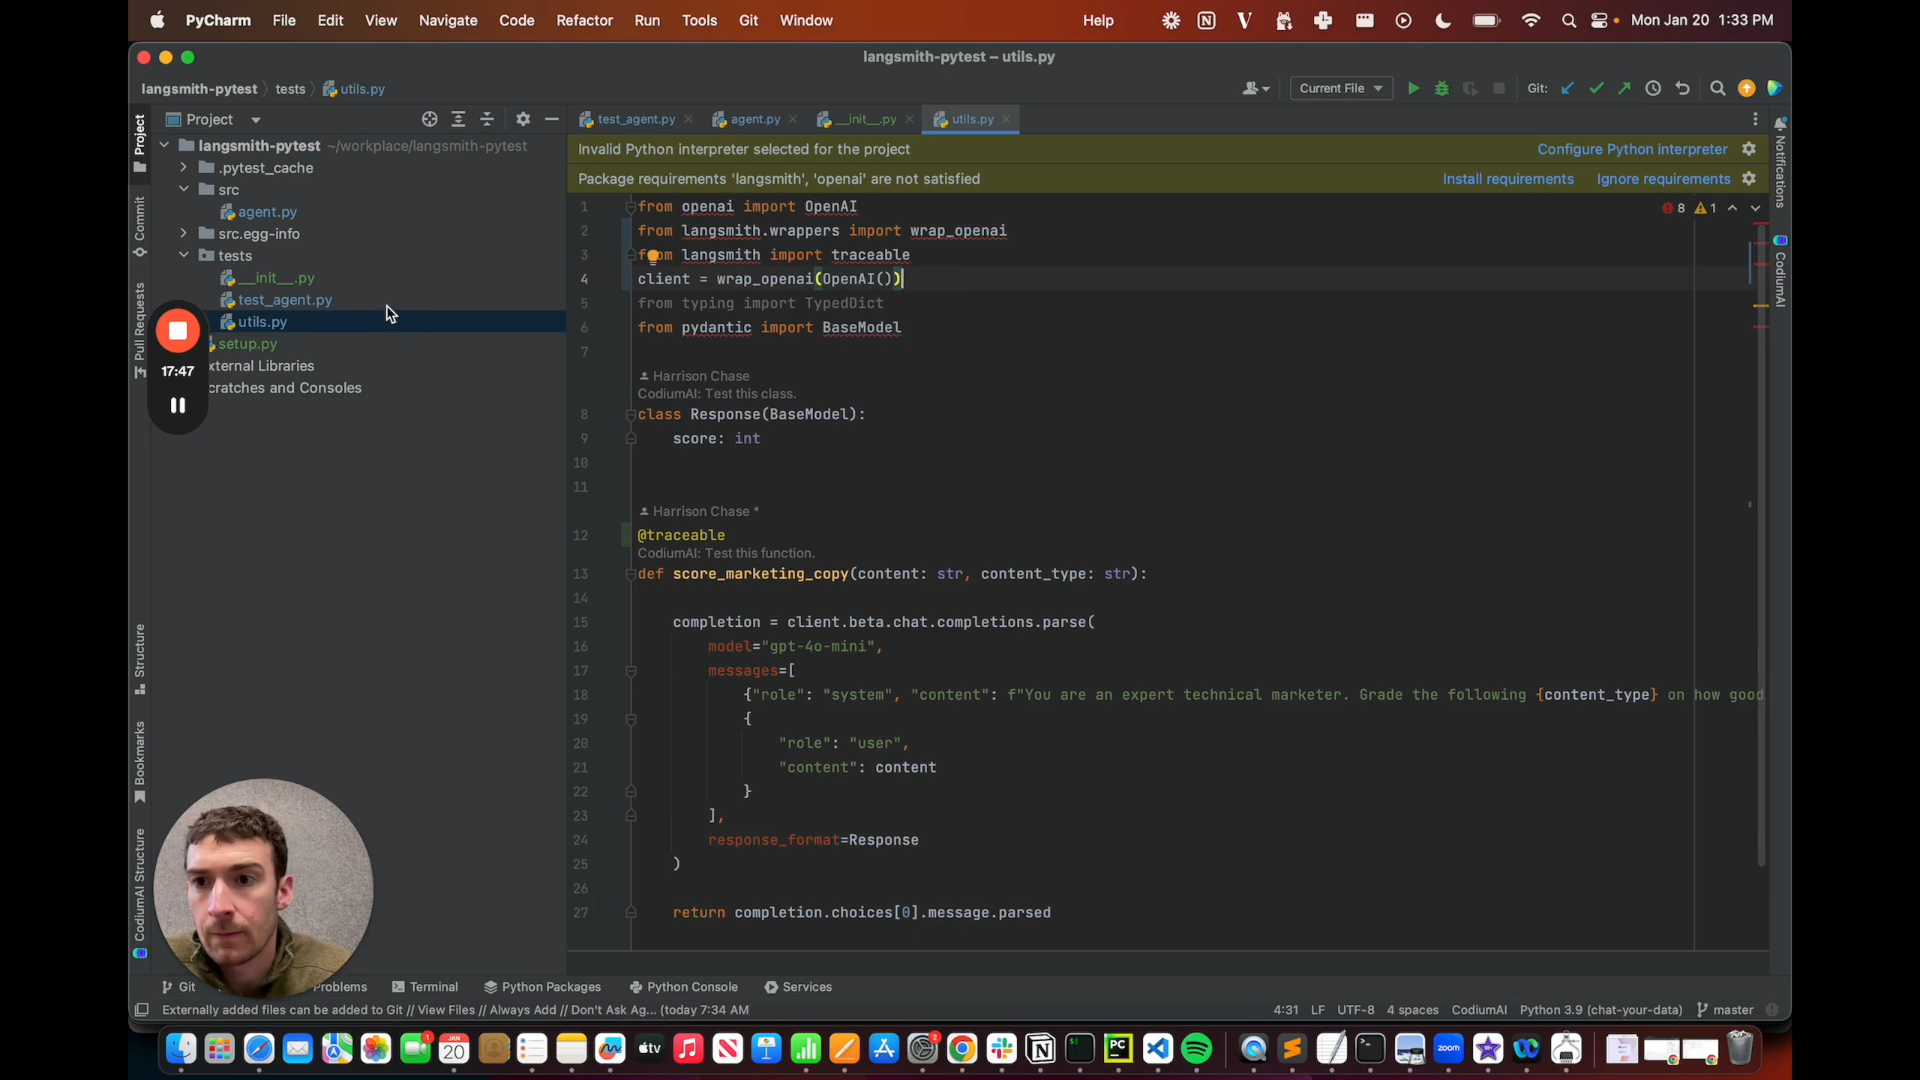 PyCharm File Edit View Navigate Code Refactor Run Tools Git Window Help Mon Jan 20 1:33 PM
langsmith-pytest – utils.py
langsmith-pytest tests utils.py Current File Git:
Project
test_agent.py agent.py __init__.py utils.py
langsmith-pytest ~/workplace/langsmith-pytest
.pytest_cache
src
agent.py
src.egg-info
tests
__init__.py
test_agent.py
utils.py
setup.py
xternal Libraries
cratches and Consoles
17:47
Project
Commit
Pull Requests
Structure
Bookmarks
CodiumAI Structure
Invalid Python interpreter selected for the project Configure Python interpreter
Package requirements 'langsmith', 'openai' are not satisfied Install requirements Ignore requirements
8 1
1 from openai import OpenAI
2 from langsmith.wrappers import wrap_openai
3 from langsmith import traceable
4 client = wrap_openai(OpenAI())
5 from typing import TypedDict
6 from pydantic import BaseModel
7
Harrison Chase
CodiumAI: Test this class.
8 class Response(BaseModel):
9 score: int
10
11
Harrison Chase *
12 @traceable
CodiumAI: Test this function.
13 def score_marketing_copy(content: str, content_type: str):
14
15 completion = client.beta.chat.completions.parse(
16 model="gpt-4o-mini",
17 messages=[
18 {"role": "system", "content": f"You are an expert technical marketer. Grade the following {content_type} on how good
19 {
20 "role": "user",
21 "content": content
22 }
23 ],
24 response_format=Response
25 )
26
27 return completion.choices[0].message.parsed
Notifications
CodiumAI
Git Problems Terminal Python Packages Python Console Services
Externally added files can be added to Git // View Files // Always Add // Don't Ask Ag... (today 7:34 AM) 4:31 LF UTF-8 4 spaces CodiumAI Python 3.9 (chat-your-data) master
1
JAN
20
tv
2
PC
zoom